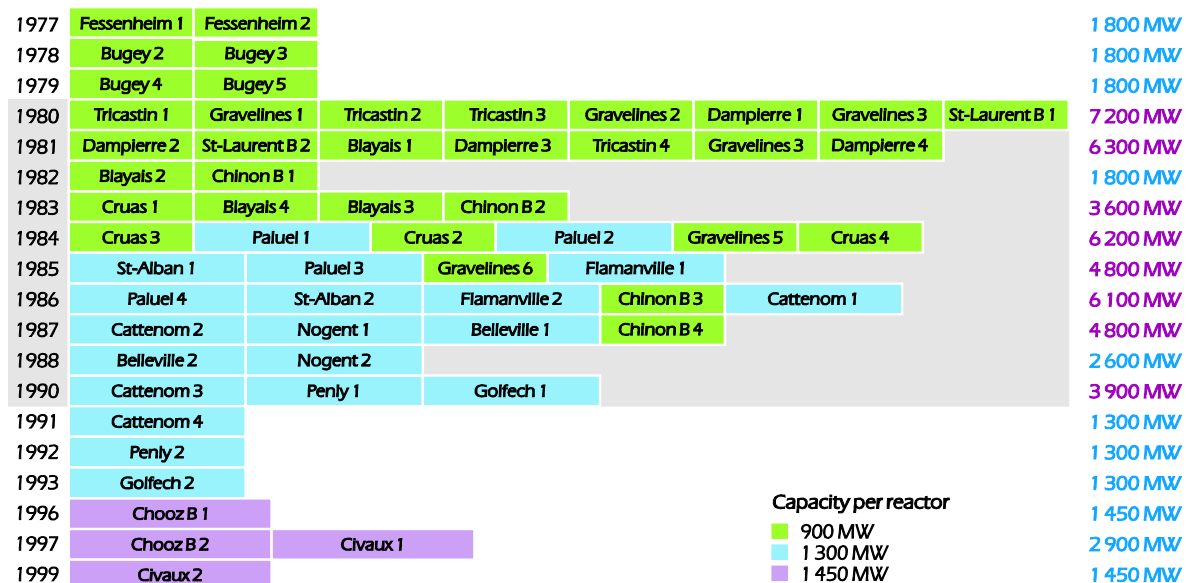 1977 Fessenheim 1 Fessenheim 2 1 800 MW
1978 Bugey 2 Bugey 3 1 800 MW
1979 Bugey 4 Bugey 5 1 800 MW
1980 Tricastin 1 Gravelines 1 Tricastin 2 Tricastin 3 Gravelines 2 Dampierre 1 Gravelines 3 St-Laurent B 1 7 200 MW
1981 Dampierre 2 St-Laurent B 2 Blayais 1 Dampierre 3 Tricastin 4 Gravelines 3 Dampierre 4 6 300 MW
1982 Blayais 2 Chinon B 1 1 800 MW
1983 Cruas 1 Blayais 4 Blayais 3 Chinon B 2 3 600 MW
1984 Cruas 3 Paluel 1 Cruas 2 Paluel 2 Gravelines 5 Cruas 4 6 200 MW
1985 St-Alban 1 Paluel 3 Gravelines 6 Flamanville 1 4 800 MW
1986 Paluel 4 St-Alban 2 Flamanville 2 Chinon B 3 Cattenom 1 6 100 MW
1987 Cattenom 2 Nogent 1 Belleville 1 Chinon B 4 4 800 MW
1988 Belleville 2 Nogent 2 2 600 MW
1990 Cattenom 3 Penly 1 Golfech 1 3 900 MW
1991 Cattenom 4 1 300 MW
1992 Penly 2 1 300 MW
1993 Golfech 2 1 300 MW
1996 Chooz B 1 1 450 MW
1997 Chooz B 2 Civaux 1 2 900 MW
1999 Civaux 2 1 450 MW
Capacity per reactor
900 MW
1 300 MW
1 450 MW